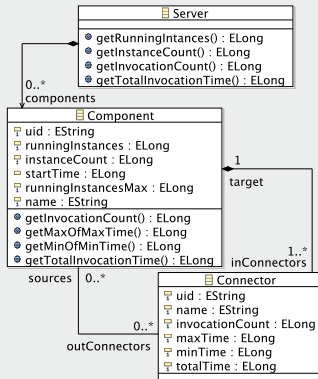 Server
getRunningIntances() : ELong
getInstanceCount() : ELong
getInvocationCount() : ELong
getTotalInvocationTime() : ELong
0..*
components
Component
uid : EString
runningInstances : ELong
instanceCount : ELong
startTime : ELong
runningInstancesMax : ELong
name : EString
getInvocationCount() : ELong
getMaxOfMaxTime() : ELong
getMinOfMinTime() : ELong
getTotalInvocationTime() : ELong
1
target
1..*
inConnectors
sources
0..*
0..*
outConnectors
Connector
uid : EString
name : EString
invocationCount : ELong
maxTime : ELong
minTime : ELong
totalTime : ELong